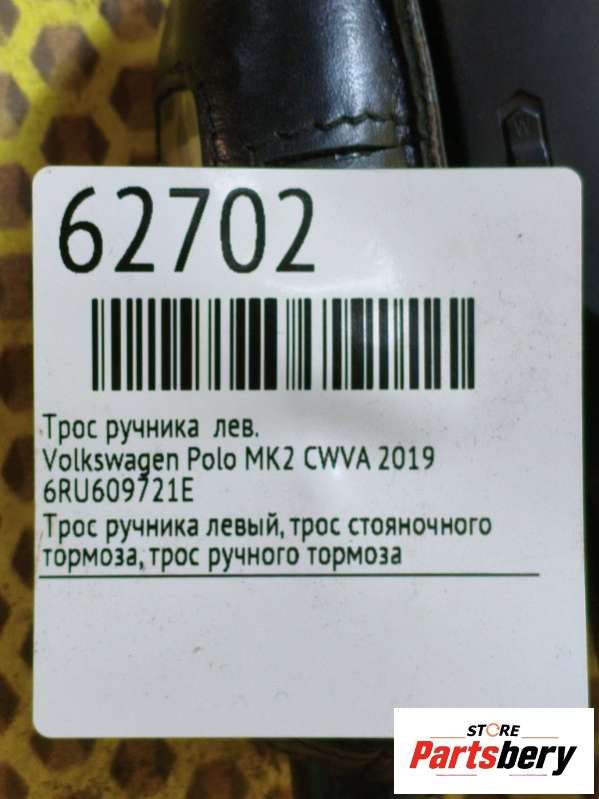 62702
Трос ручника лев.
Volkswagen Polo MK2 CWVA 2019
6RU609721E
Трос ручника левый, трос стояночного
тормоза, трос ручного тормоза
STORE
Partsbery